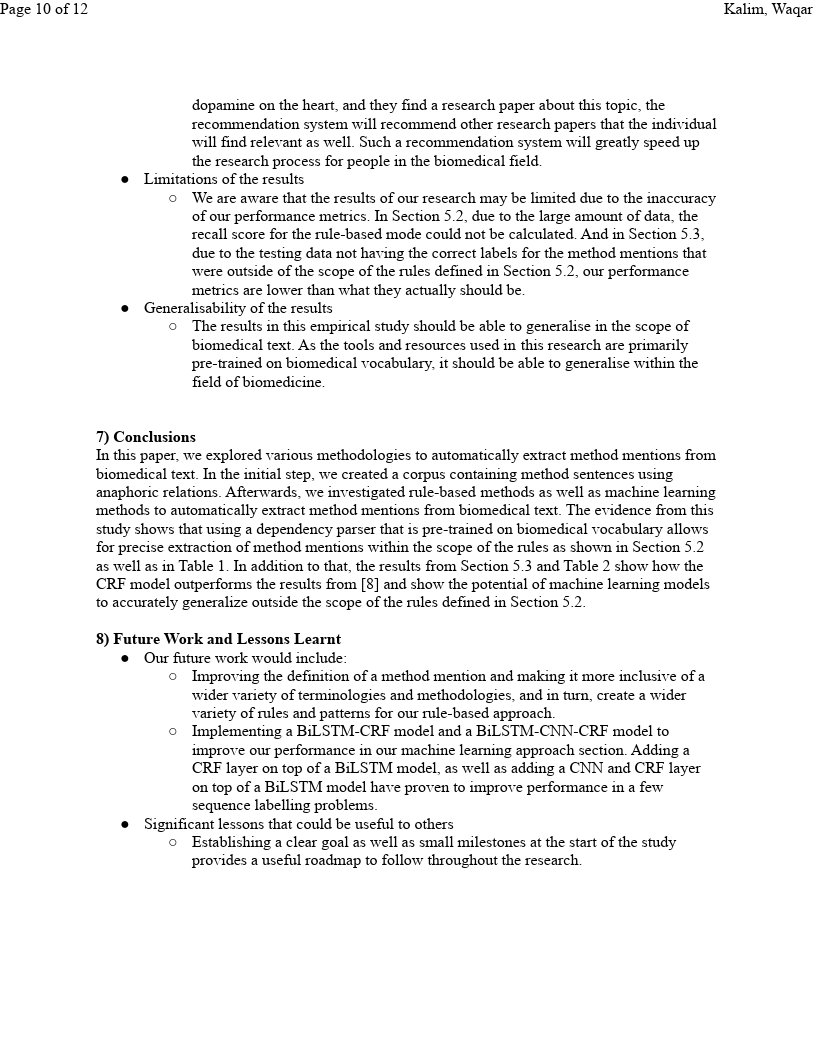 Page 10 of 12
Kalim, Waqar
dopamine on the heart, and they find a research paper about this topic, the
recommendation system will recommend other research papers that the individual
will find relevant as well. Such a recommendation system will greatly speed up
the research process for people in the biomedical field.
● Limitations of the results
○ We are aware that the results of our research may be limited due to the inaccuracy
of our performance metrics. In Section 5.2, due to the large amount of data, the
recall score for the rule-based mode could not be calculated. And in Section 5.3,
due to the testing data not having the correct labels for the method mentions that
were outside of the scope of the rules defined in Section 5.2, our performance
metrics are lower than what they actually should be.
● Generalisability of the results
○ The results in this empirical study should be able to generalise in the scope of
biomedical text. As the tools and resources used in this research are primarily
pre-trained on biomedical vocabulary, it should be able to generalise within the
field of biomedicine.
7) Conclusions
In this paper, we explored various methodologies to automatically extract method mentions from
biomedical text. In the initial step, we created a corpus containing method sentences using
anaphoric relations. Afterwards, we investigated rule-based methods as well as machine learning
methods to automatically extract method mentions from biomedical text. The evidence from this
study shows that using a dependency parser that is pre-trained on biomedical vocabulary allows
for precise extraction of method mentions within the scope of the rules as shown in Section 5.2
as well as in Table 1. In addition to that, the results from Section 5.3 and Table 2 show how the
CRF model outperforms the results from [8] and show the potential of machine learning models
to accurately generalize outside the scope of the rules defined in Section 5.2.
8) Future Work and Lessons Learnt
● Our future work would include:
○ Improving the definition of a method mention and making it more inclusive of a
wider variety of terminologies and methodologies, and in turn, create a wider
variety of rules and patterns for our rule-based approach.
○ Implementing a BiLSTM-CRF model and a BiLSTM-CNN-CRF model to
improve our performance in our machine learning approach section. Adding a
CRF layer on top of a BiLSTM model, as well as adding a CNN and CRF layer
on top of a BiLSTM model have proven to improve performance in a few
sequence labelling problems.
● Significant lessons that could be useful to others
○ Establishing a clear goal as well as small milestones at the start of the study
provides a useful roadmap to follow throughout the research.